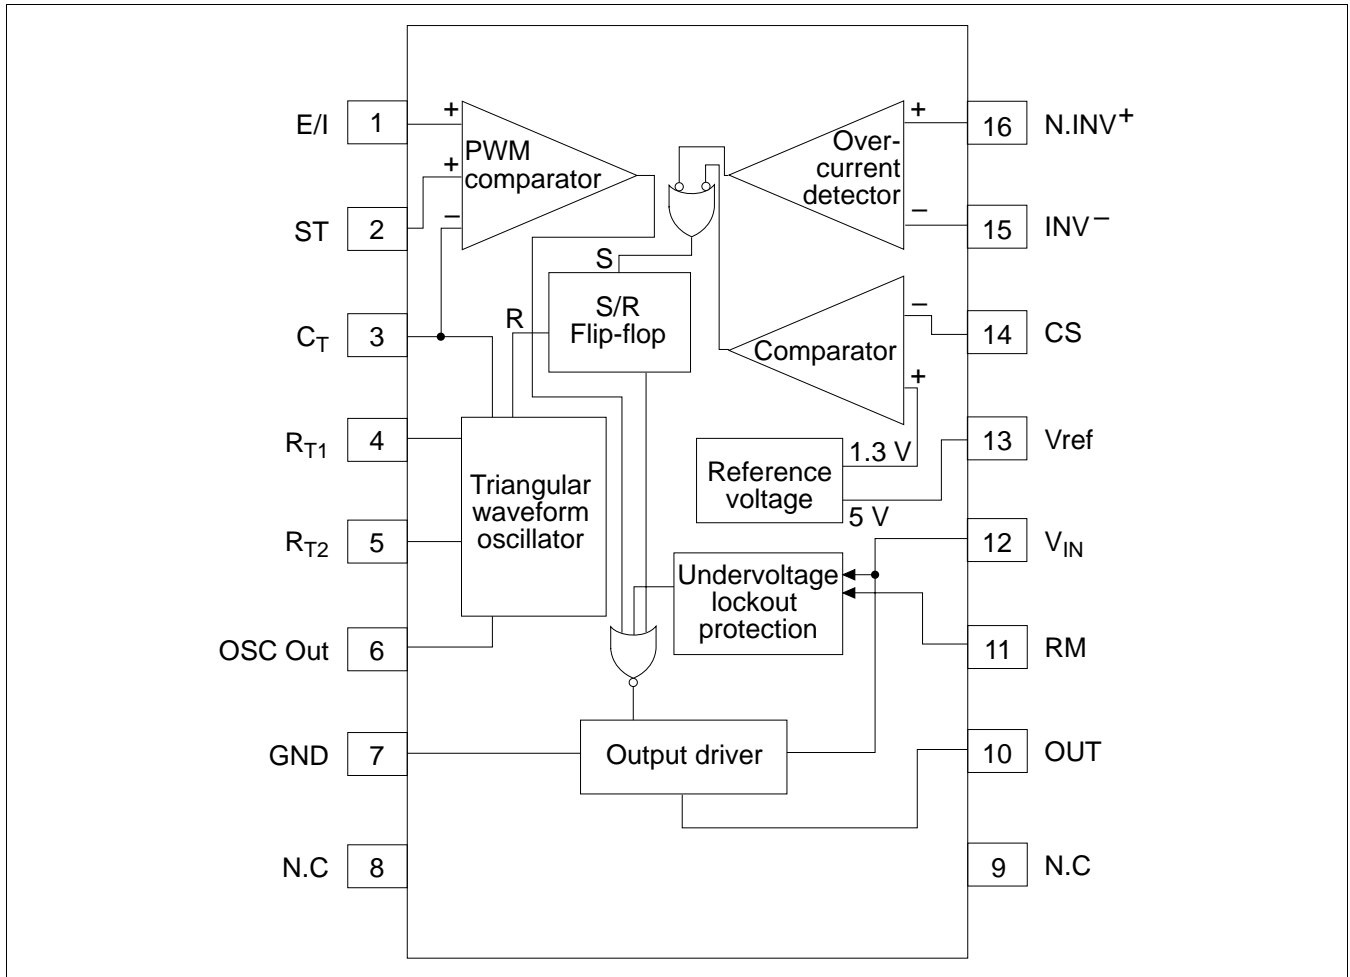 E/I 1
ST 2
CT 3
RT1 4
RT2 5
OSC Out 6
GND 7
N.C 8
16 N.INV+
15 INV−
14 CS
13 Vref
12 VIN
11 RM
10 OUT
9 N.C
+
+
−
PWM
comparator
Over-
current
detector
+
−
S
R
S/R
Flip-flop
Comparator
−
+
Reference
voltage
1.3 V
5 V
Triangular
waveform
oscillator
Undervoltage
lockout
protection
Output driver